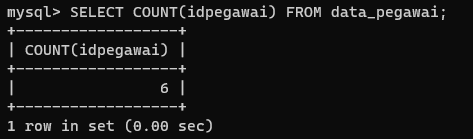 mysql> SELECT COUNT(idpegawai) FROM data_pegawai;
+------------------+
| COUNT(idpegawai) |
+------------------+
|                6 |
+------------------+
1 row in set (0.00 sec)